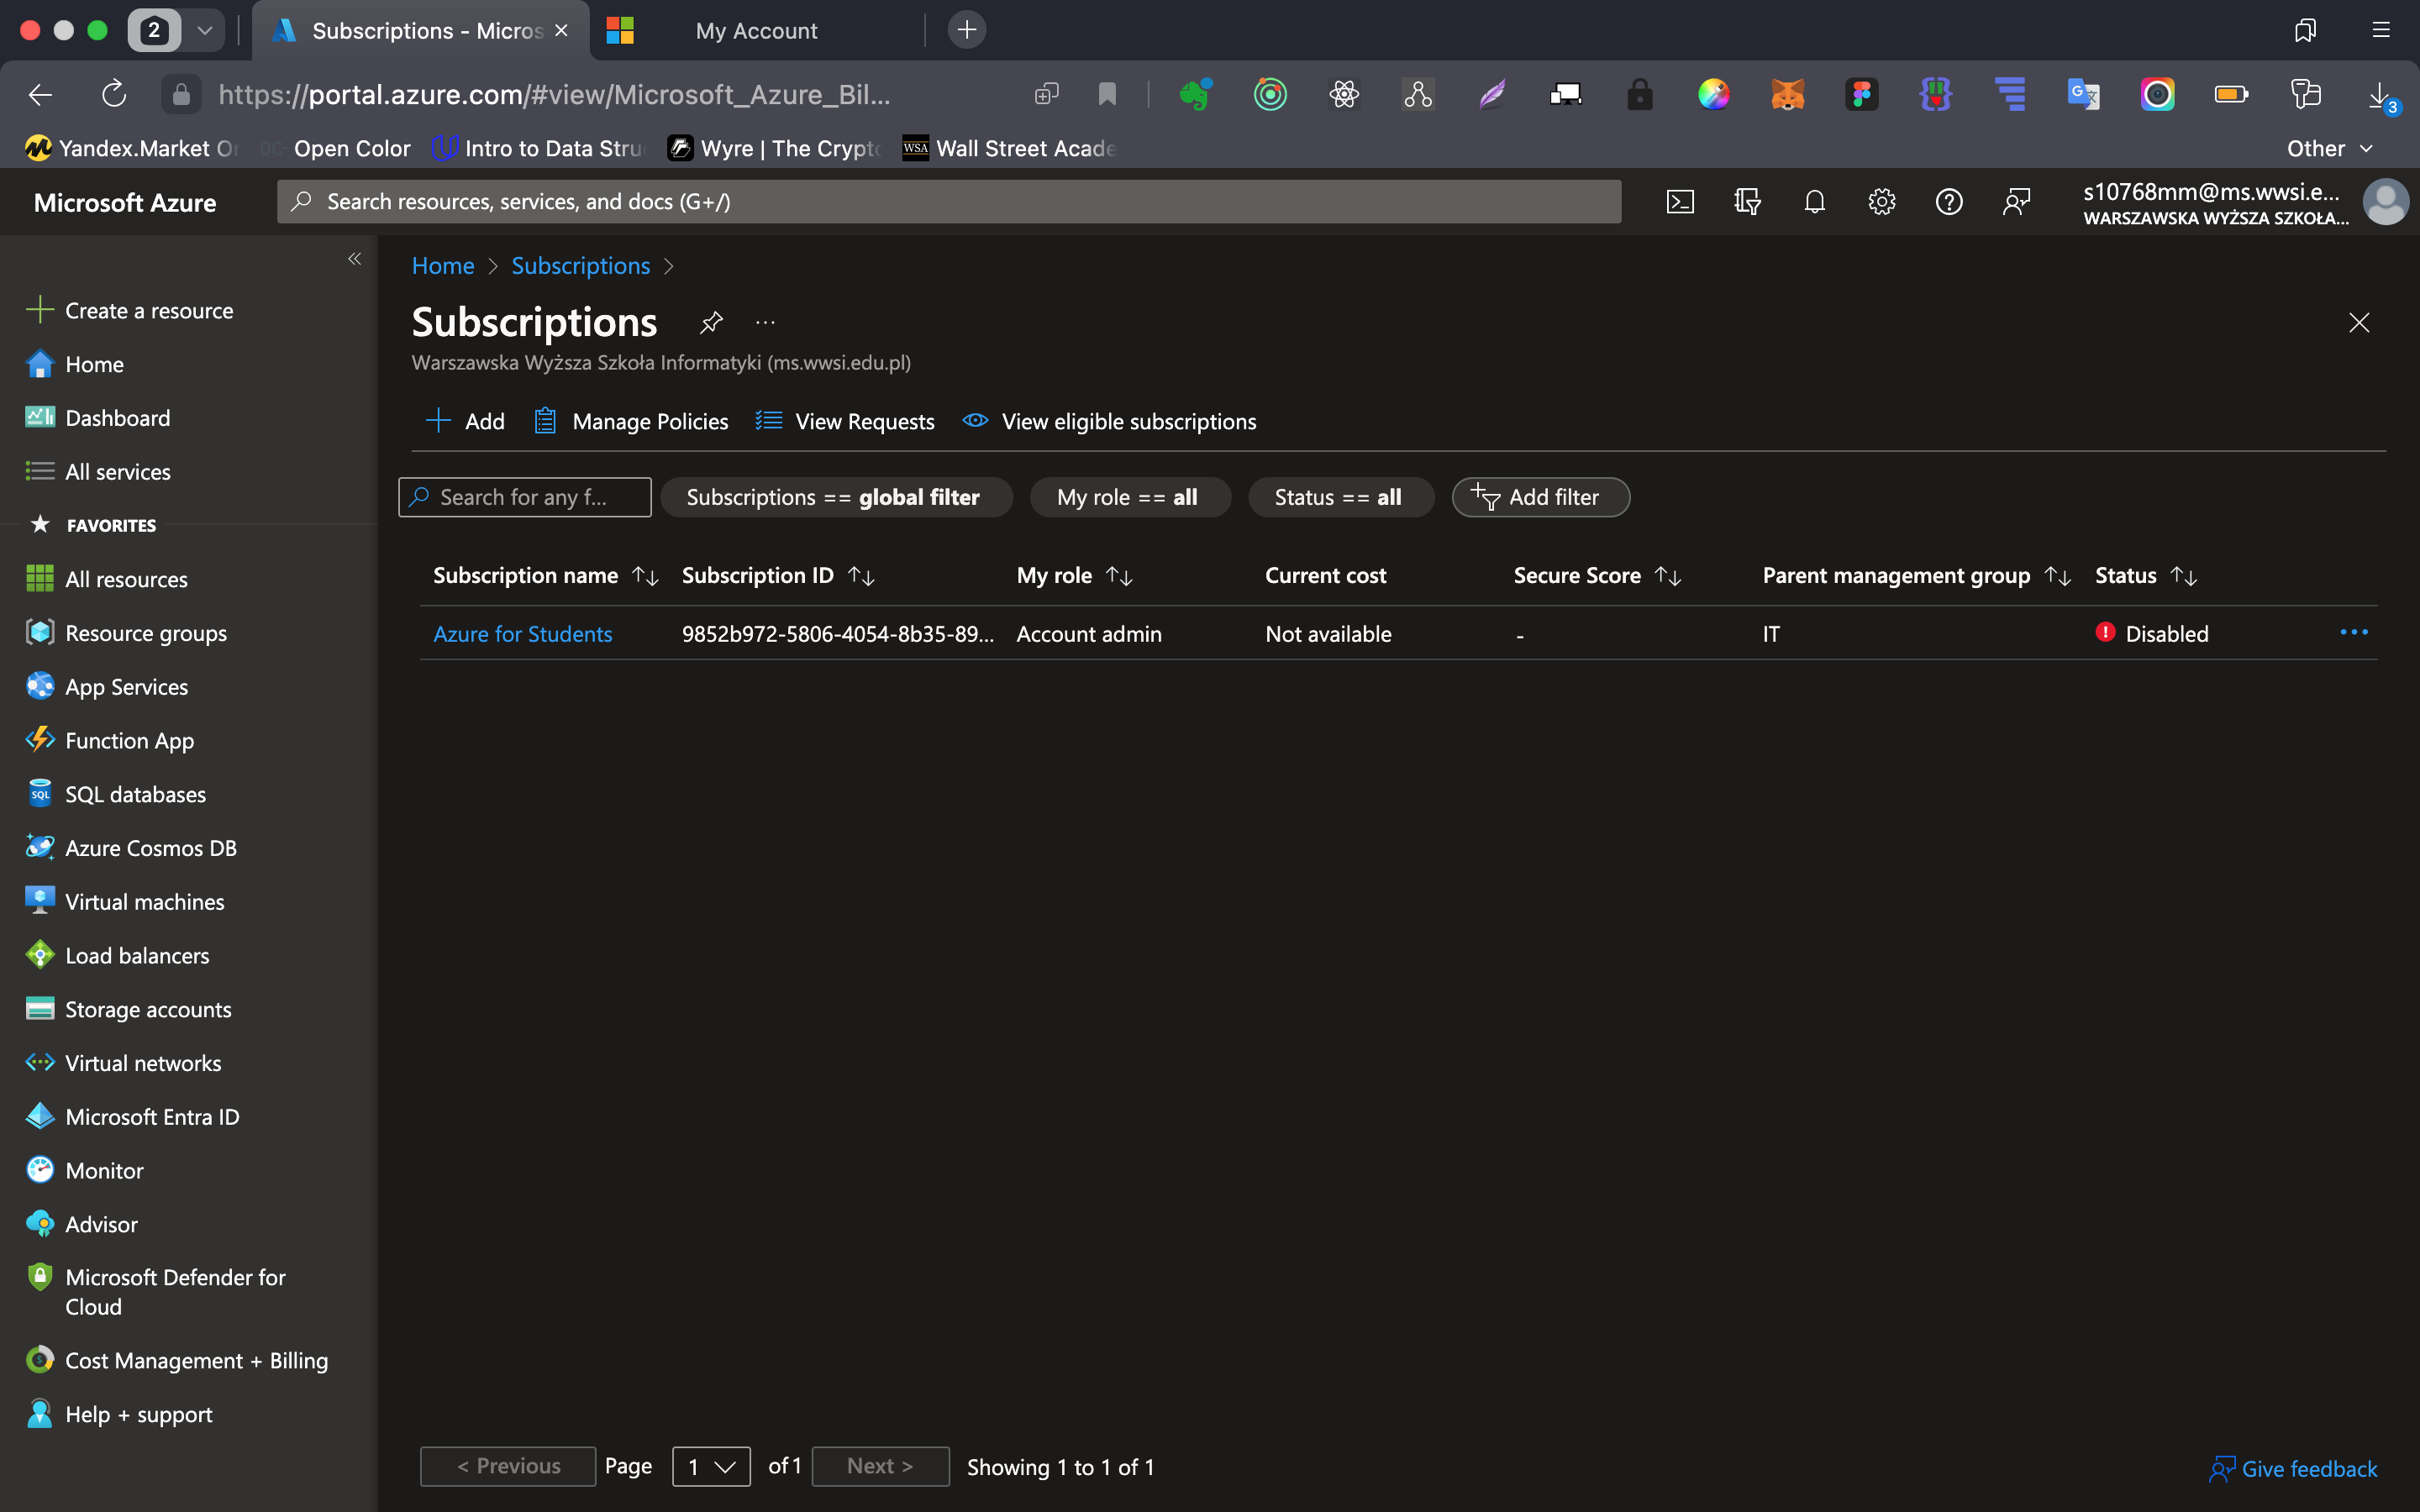 2
Subscriptions - Micros
My Account
https://portal.azure.com/#view/Microsoft_Azure_Bil...
3
Yandex.Market
Open Color
Intro to Data Stru
Wyre | The Crypto
WSA
Wall Street Acade
Other
Microsoft Azure
Search resources, services, and docs (G+/)
s10768mm@ms.wwsi.e...
WARSZAWSKA WYŻSZA SZKOŁA...
Create a resource
Home
Dashboard
All services
FAVORITES
All resources
Resource groups
App Services
Function App
SQL
SQL databases
Azure Cosmos DB
Virtual machines
Load balancers
Storage accounts
Virtual networks
Microsoft Entra ID
Monitor
Advisor
Microsoft Defender for
Cloud
Cost Management + Billing
Help + support
Home > Subscriptions >
Subscriptions
...
Warszawska Wyższa Szkoła Informatyki (ms.wwsi.edu.pl)
Add
Manage Policies
View Requests
View eligible subscriptions
Search for any f...
Subscriptions == global filter
My role == all
Status == all
Add filter
Subscription name
Subscription ID
My role
Current cost
Secure Score
Parent management group
Status
Azure for Students
9852b972-5806-4054-8b35-89...
Account admin
Not available
-
IT
Disabled
...
< Previous
Page
1
of 1
Next >
Showing 1 to 1 of 1
Give feedback